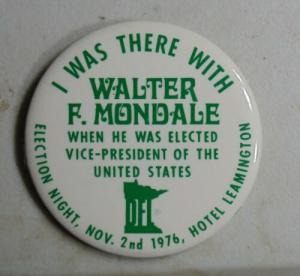 I WAS THERE WITH
WALTER
F. MONDALE
WHEN HE WAS ELECTED
VICE-PRESIDENT OF THE
UNITED STATES
DFL
ELECTION NIGHT, NOV. 2nd 1976, HOTEL LEAMINGTON